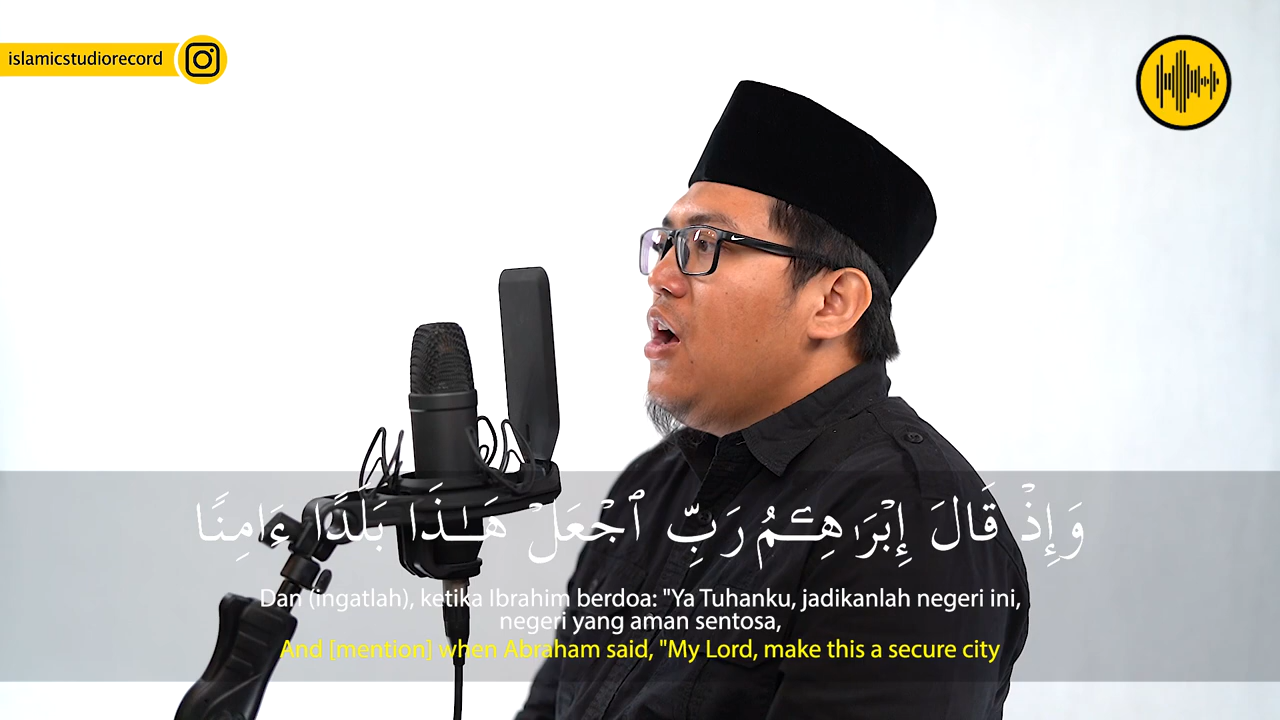 islamicstudiorecord
وَإِذْ قَالَ إِبْرَٰهِـۧمُ رَبِّ ٱجْعَلْ هَـٰذَا بَلَدًا ءَامِنًا
Dan (ingatlah), ketika Ibrahim berdoa: "Ya Tuhanku, jadikanlah negeri ini,
negeri yang aman sentosa,
And [mention] when Abraham said, "My Lord, make this a secure city